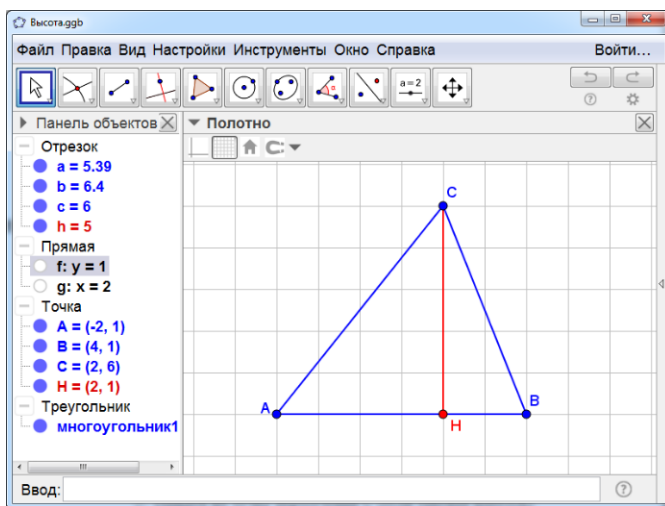 Высота.ggb
Файл Правка Вид Настройки Инструменты Окно Справка Войти...
a=2
Панель объектов
Полотно
Отрезок
a = 5.39
b = 6.4
c = 6
h = 5
Прямая
f: y = 1
g: x = 2
Точка
A = (-2, 1)
B = (4, 1)
C = (2, 6)
H = (2, 1)
Треугольник
многоугольник1
C
A
B
H
Ввод: